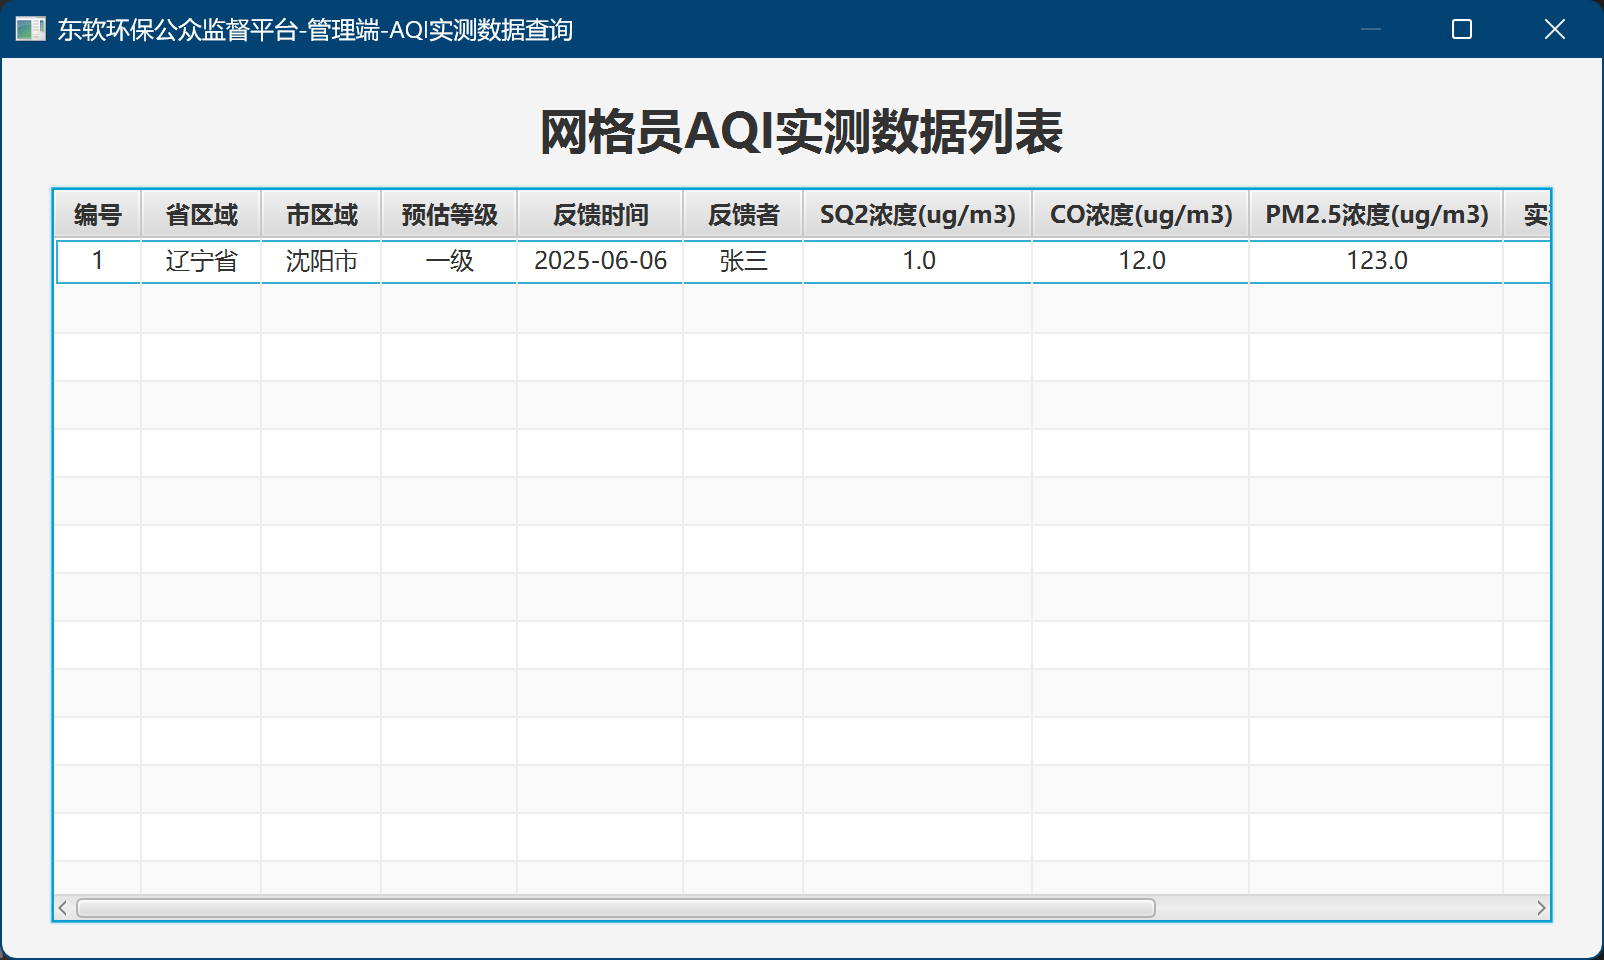 东软环保公众监督平台-管理端-AQI实测数据查询
网格员AQI实测数据列表
编号 省区域 市区域 预估等级 反馈时间 反馈者 SQ2浓度(ug/m3) CO浓度(ug/m3) PM2.5浓度(ug/m3) 实
1 辽宁省 沈阳市 一级 2025-06-06 张三 1.0 12.0 123.0